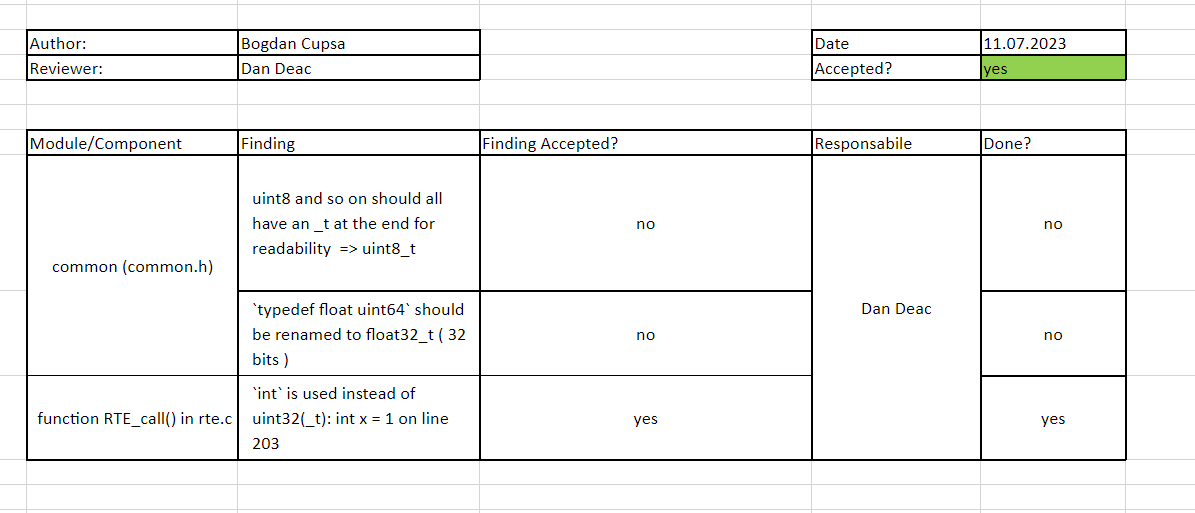 Author: Bogdan Cupsa Date 11.07.2023
Reviewer: Dan Deac Accepted? yes
Module/Component Finding Finding Accepted? Responsabile Done?
common (common.h)
uint8 and so on should all
have an _t at the end for
readability => uint8_t
no
no
`typedef float uint64` should
be renamed to float32_t ( 32
bits )
no
no
Dan Deac
function RTE_call() in rte.c
`int` is used instead of
uint32(_t): int x = 1 on line
203
yes
yes